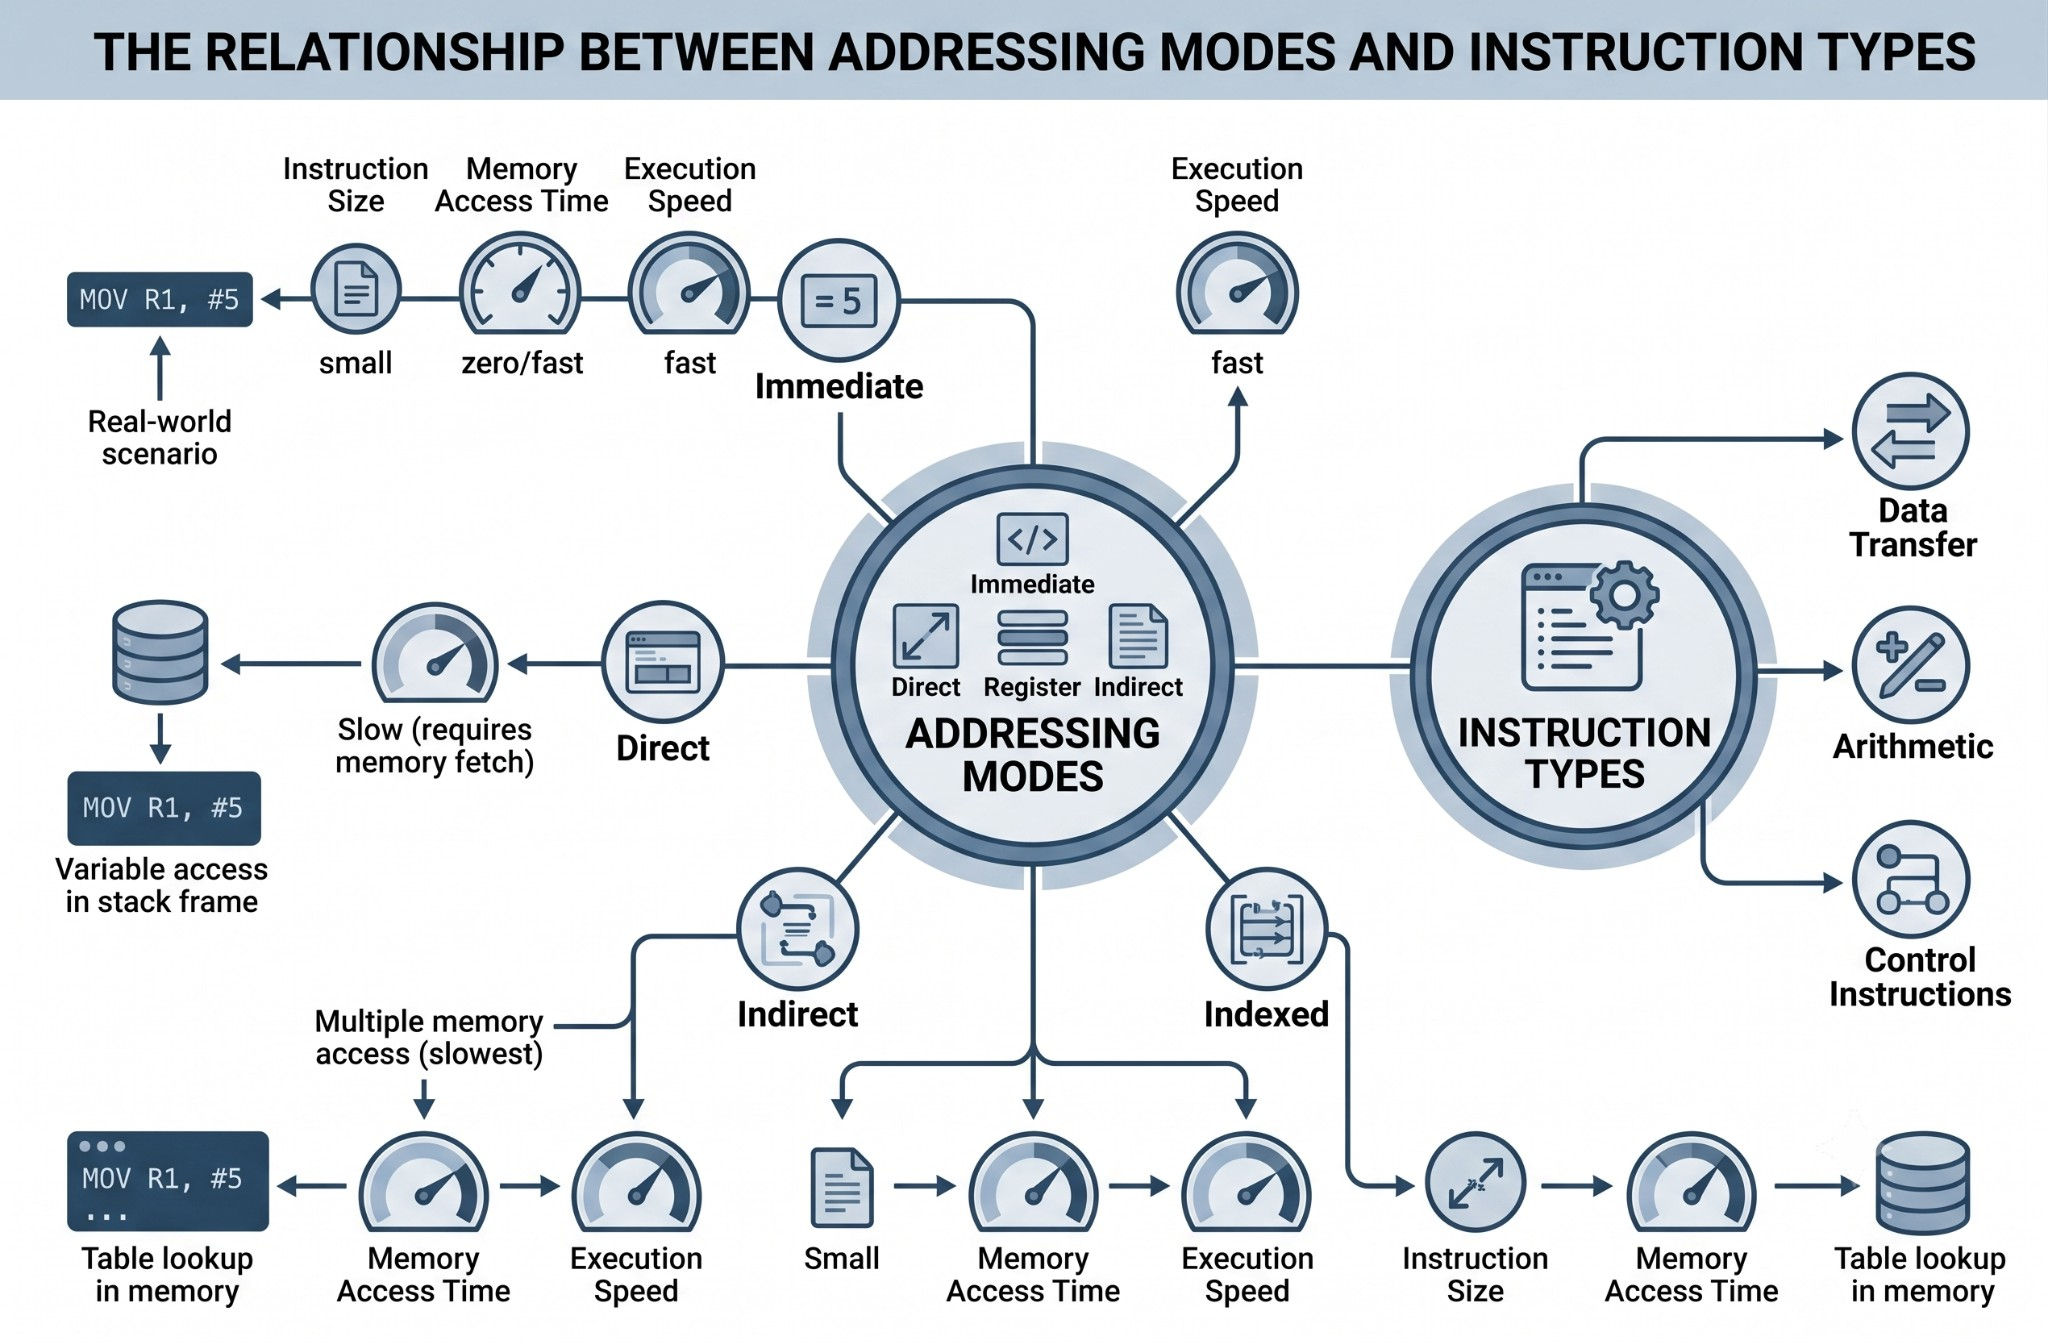 THE RELATIONSHIP BETWEEN ADDRESSING MODES AND INSTRUCTION TYPES
Instruction
Size
Memory
Access Time
Execution
Speed
Execution
Speed
MOV R1, #5
= 5
small
zero/fast
fast
Immediate
fast
Real-world
scenario
Data
Transfer
</>
Immediate
Direct
Register
Indirect
ADDRESSING
MODES
INSTRUCTION
TYPES
Arithmetic
Slow (requires
memory fetch)
Direct
MOV R1, #5
Variable access
in stack frame
Control
Instructions
Indirect
Indexed
Multiple memory
access (slowest)
MOV R1, #5
...
Table lookup
in memory
Memory
Access Time
Execution
Speed
Small
Memory
Access Time
Execution
Speed
Instruction
Size
Memory
Access Time
Table lookup
in memory